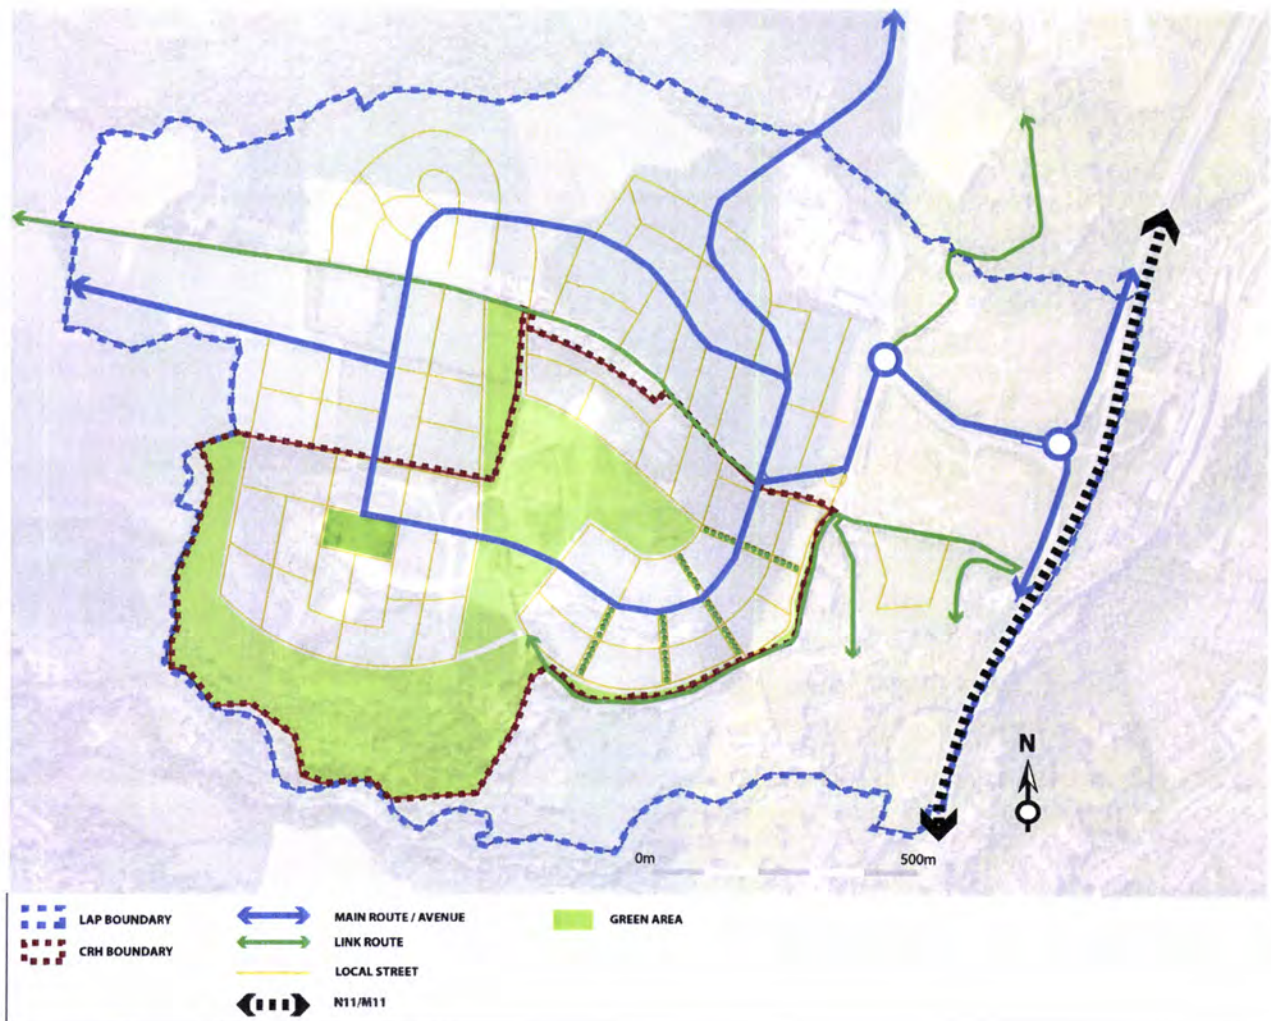 N
0m
500m
LAP BOUNDARY
MAIN ROUTE / AVENUE
GREEN AREA
CRH BOUNDARY
LINK ROUTE
LOCAL STREET
N11/M11